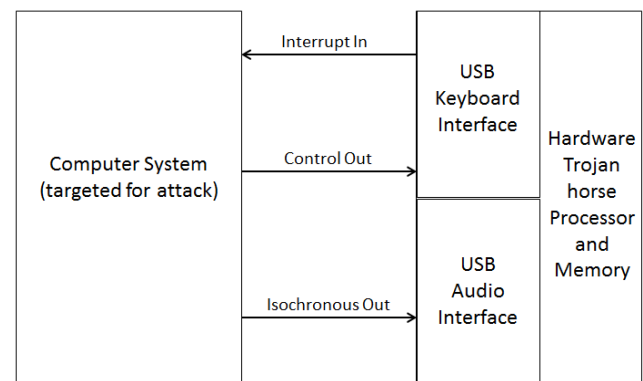 Interrupt In
USB
Keyboard
Interface
Computer System
(targeted for attack)
Control Out
Hardware
Trojan
horse
Processor
and
Memory
Isochronous Out
USB
Audio
Interface